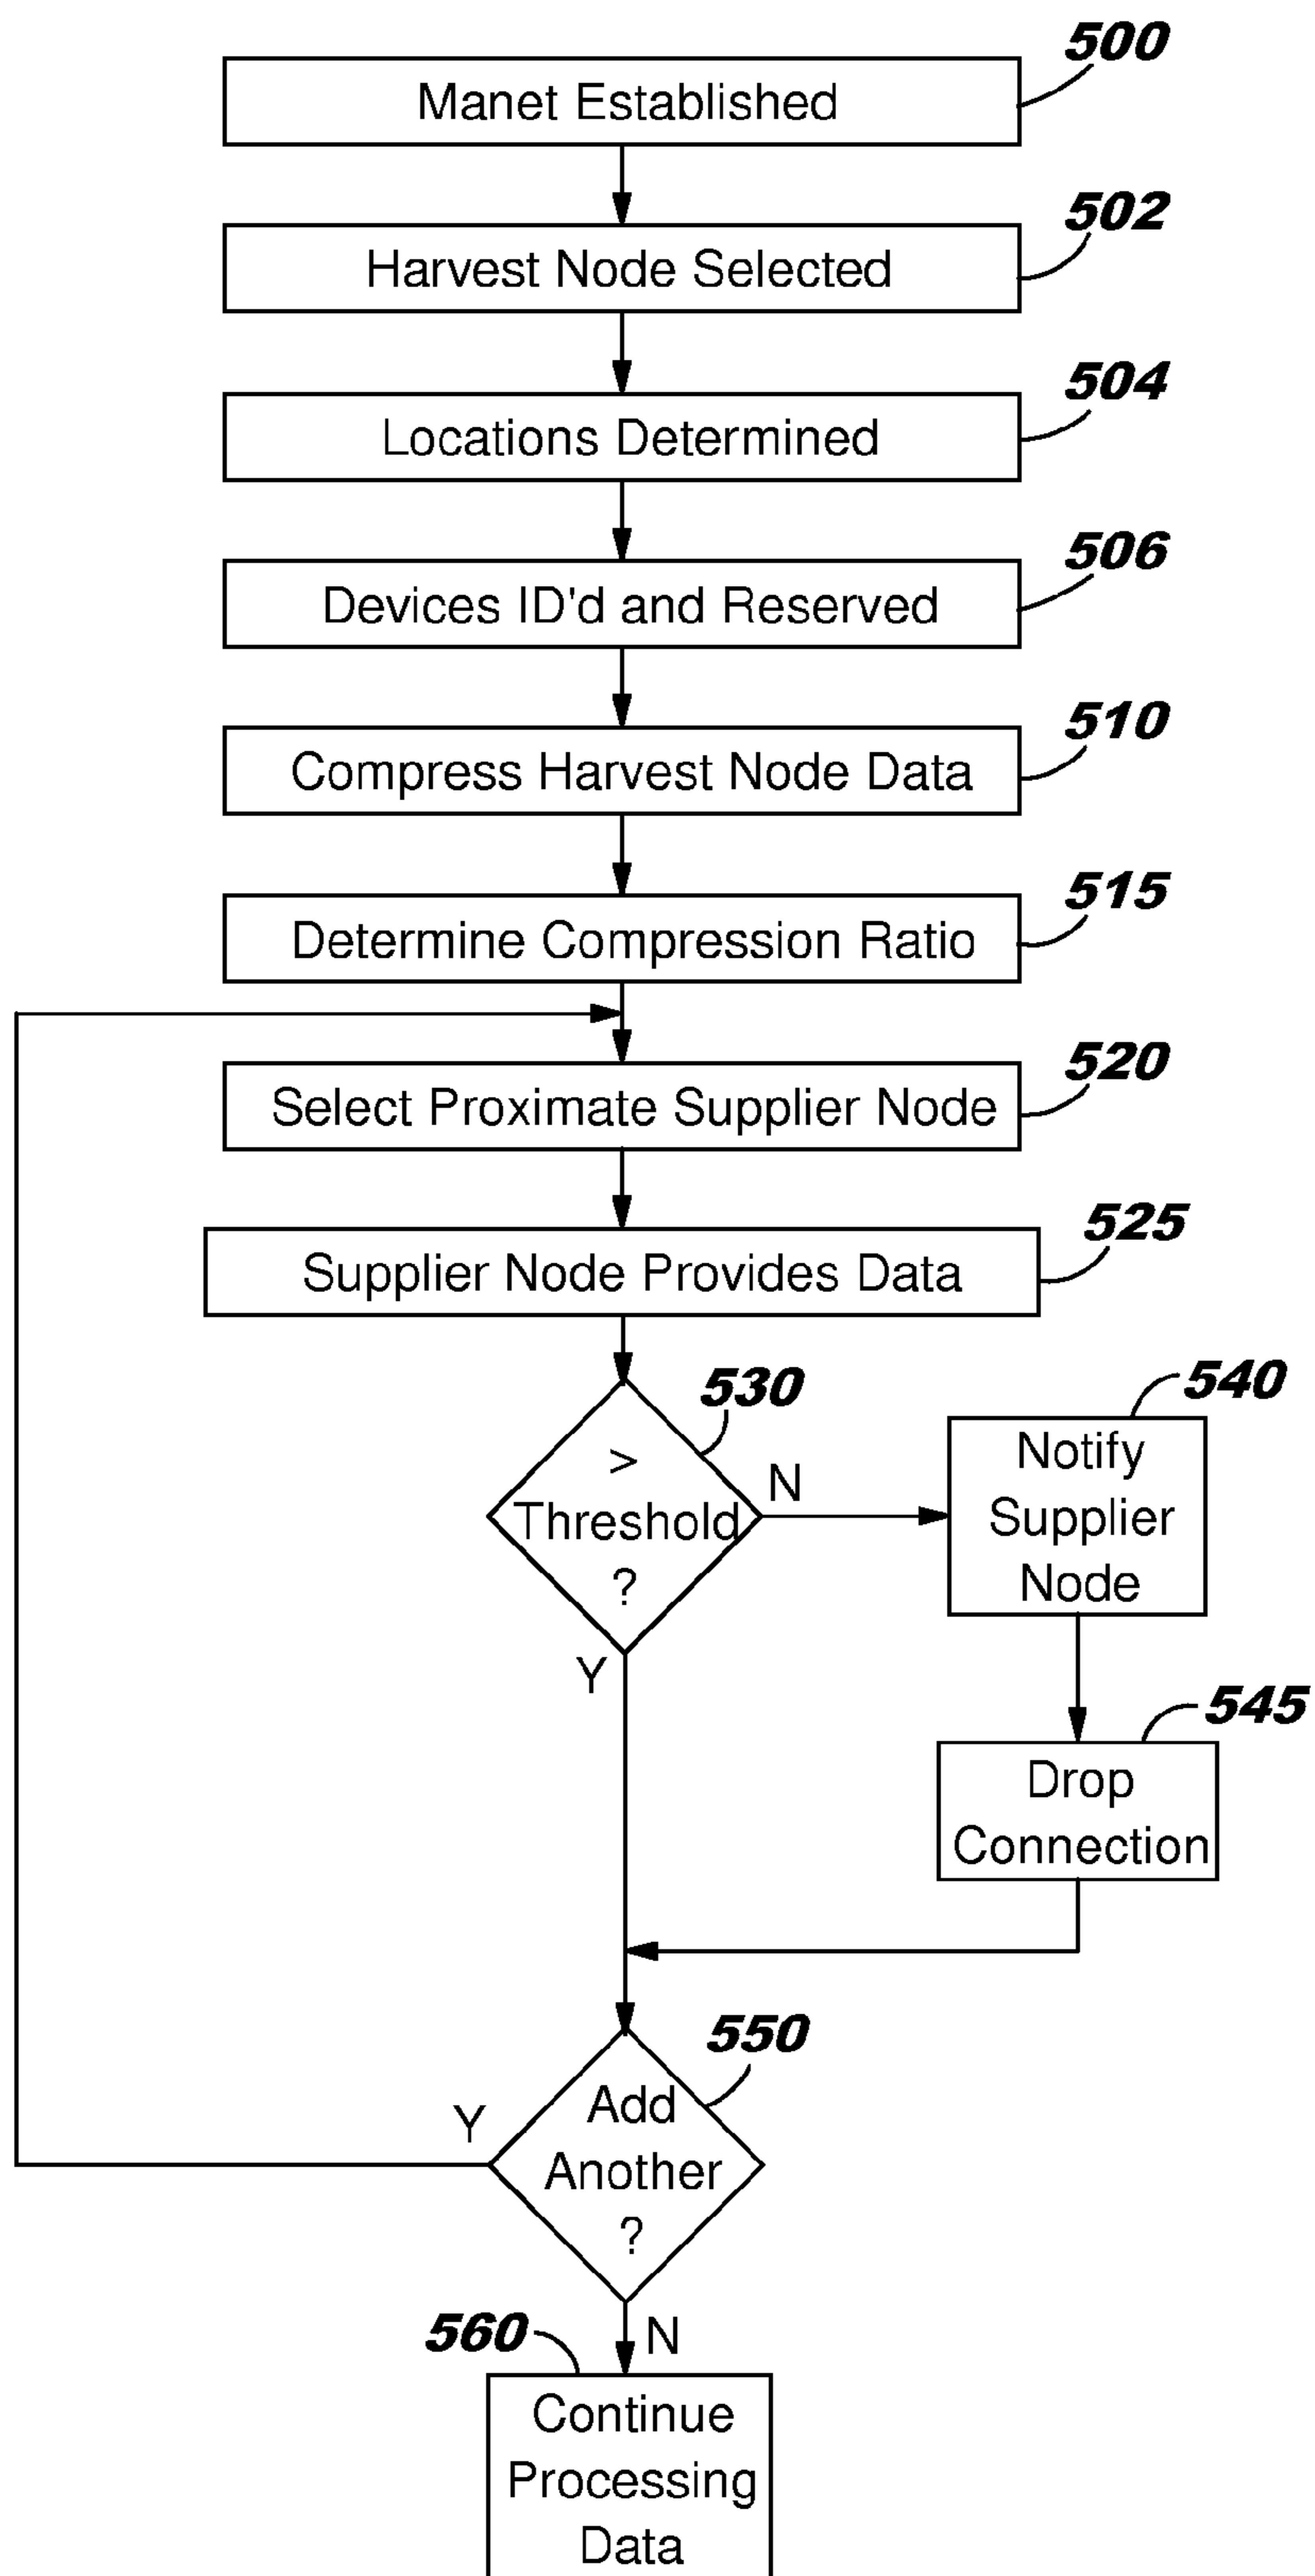 500
Manet Established
502
Harvest Node Selected
504
Locations Determined
506
Devices ID'd and Reserved
510
Compress Harvest Node Data
515
Determine Compression Ratio
520
Select Proximate Supplier Node
525
Supplier Node Provides Data
530
>
Threshold
?
N
Y
540
Notify
Supplier
Node
545
Drop
Connection
550
Add
Another
?
Y
N
560
Continue
Processing
Data